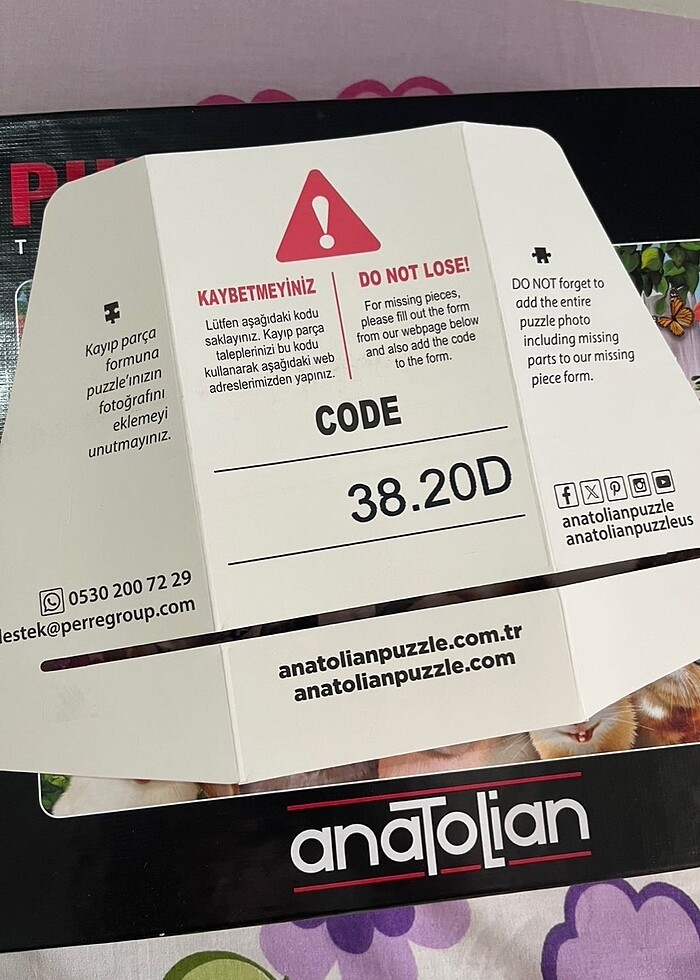 Kayıp parça
formuna
puzzle'ınızın
fotoğrafını
eklemeyi
unutmayınız.
0530 200 72 29
destek@perregroup.com
KAYBETMEYİNİZ
Lütfen aşağıdaki kodu
saklayınız. Kayıp parça
taleplerinizi bu kodu
kullanarak aşağıdaki web
adreslerimizden yapınız.
DO NOT LOSE!
For missing pieces,
please fill out the form
from our webpage below
and also add the code
to the form.
CODE
38.20D
DO NOT forget to
add the entire
puzzle photo
including missing
parts to our missing
piece form.
anatolianpuzzle
anatolianpuzzleus
anatolianpuzzle.com.tr
anatolianpuzzle.com
anaTolian